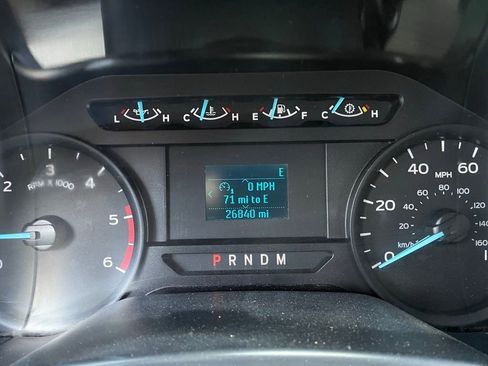 L H C H E F C H
E
0 MPH
71 mi to E
26840 mi
P R N D M
2 3 4 5 6
RPM X 1000
0 20 40 60
MPH
20 40 60 80 100 120 140 160
km/h